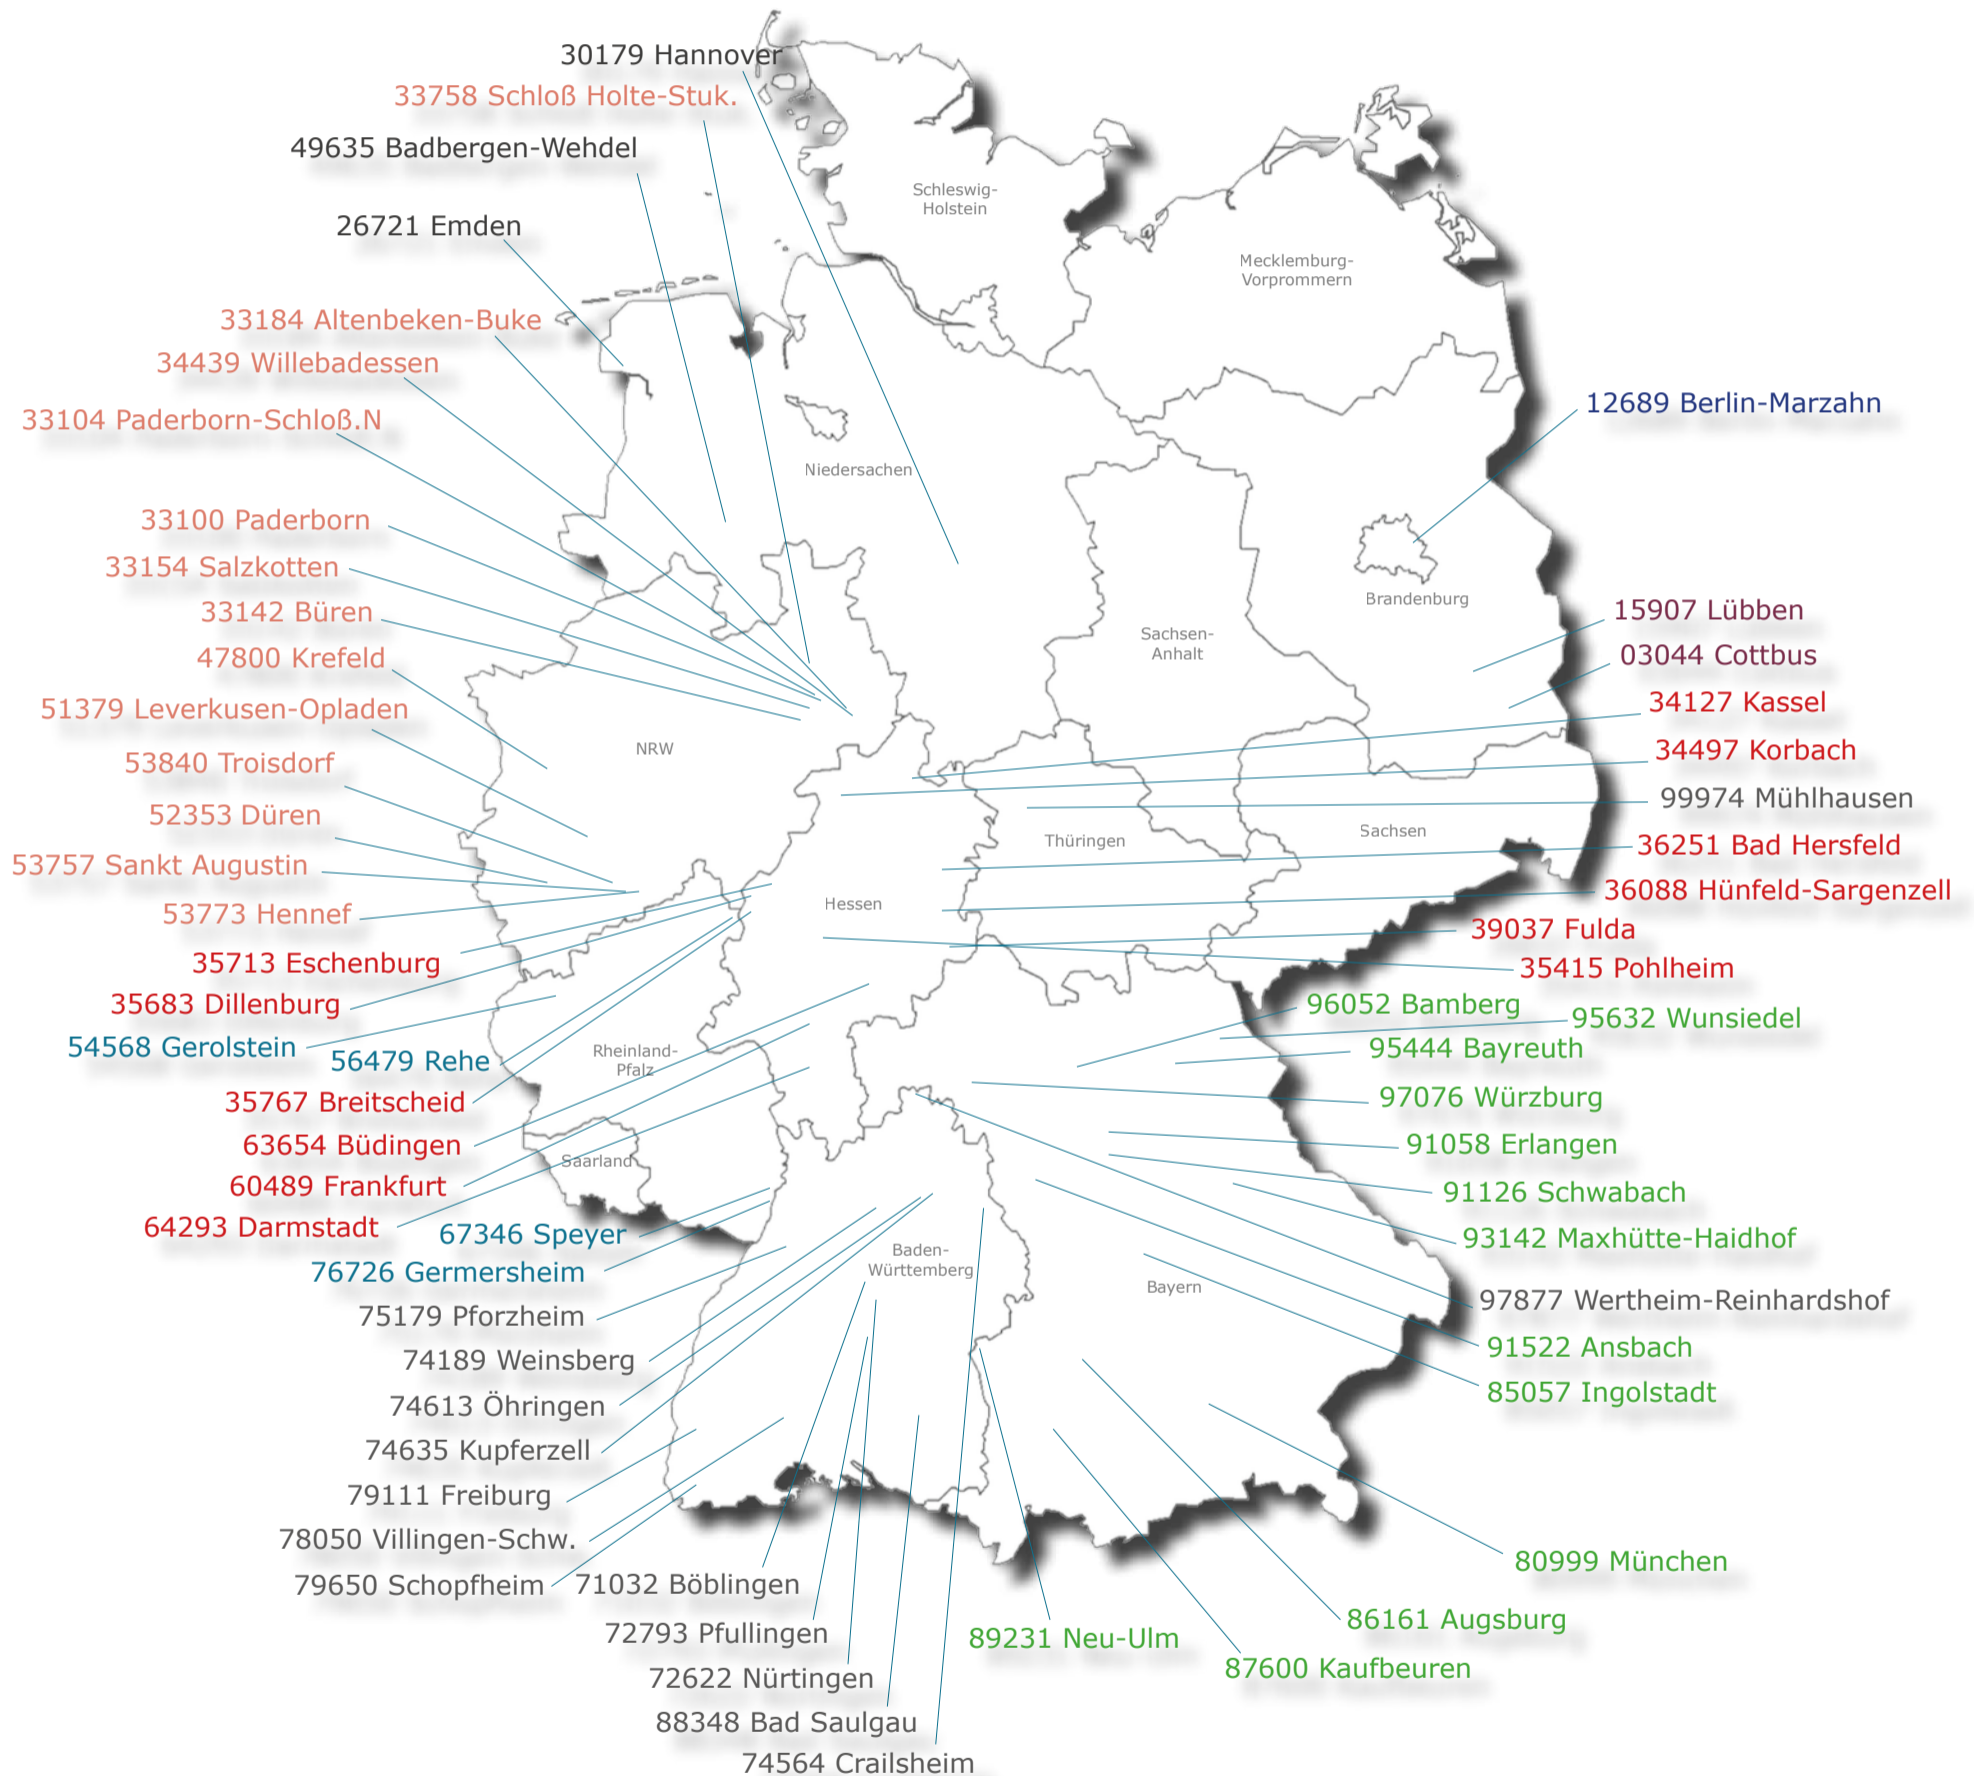 30179 Hannover
33758 Schloß Holte-Stuk.
49635 Badbergen-Wehdel
26721 Emden
33184 Altenbeken-Buke
34439 Willebadessen
33104 Paderborn-Schloß.N
33100 Paderborn
33154 Salzkotten
33142 Büren
47800 Krefeld
51379 Leverkusen-Opladen
53840 Troisdorf
52353 Düren
53757 Sankt Augustin
53773 Hennef
35713 Eschenburg
35683 Dillenburg
54568 Gerolstein
56479 Rehe
35767 Breitscheid
63654 Büdingen
60489 Frankfurt
64293 Darmstadt
67346 Speyer
76726 Germersheim
75179 Pforzheim
74189 Weinsberg
74613 Öhringen
74635 Kupferzell
79111 Freiburg
78050 Villingen-Schw.
79650 Schopfheim
71032 Böblingen
72793 Pfullingen
72622 Nürtingen
88348 Bad Saulgau
74564 Crailsheim
Schleswig-
Holstein
Mecklemburg-
Vorprommern
Niedersachen
Brandenburg
Sachsen-
Anhalt
NRW
Thüringen
Sachsen
Hessen
Rheinland-
Pfalz
Saarland
Baden-
Württemberg
Bayern
12689 Berlin-Marzahn
15907 Lübben
03044 Cottbus
34127 Kassel
34497 Korbach
99974 Mühlhausen
36251 Bad Hersfeld
36088 Hünfeld-Sargenzell
39037 Fulda
35415 Pohlheim
96052 Bamberg
95632 Wunsiedel
95444 Bayreuth
97076 Würzburg
91058 Erlangen
91126 Schwabach
93142 Maxhütte-Haidhof
97877 Wertheim-Reinhardshof
91522 Ansbach
85057 Ingolstadt
80999 München
86161 Augsburg
89231 Neu-Ulm
87600 Kaufbeuren